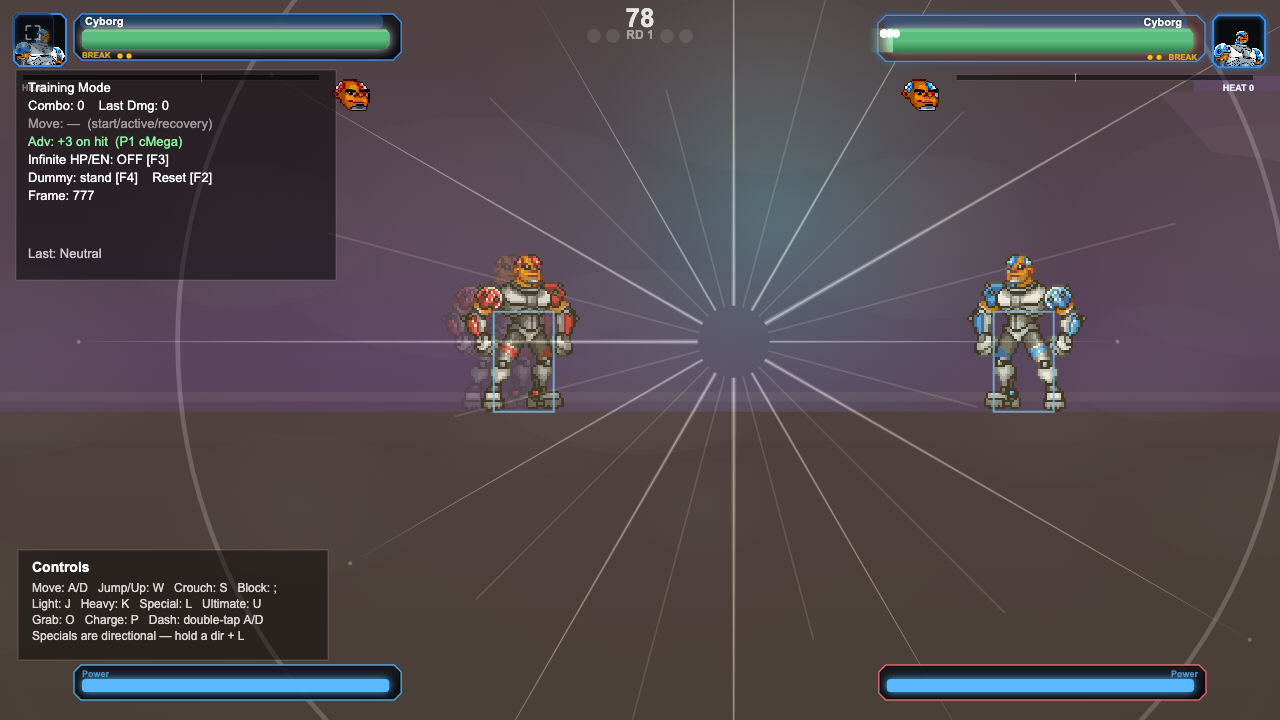 Cyborg
BREAK
78
RD 1
Cyborg
BREAK
HEAT 0
Training Mode
Combo: 0 Last Dmg: 0
Move: — (start/active/recovery)
Adv: +3 on hit (P1 cMega)
Infinite HP/EN: OFF [F3]
Dummy: stand [F4] Reset [F2]
Frame: 777
Last: Neutral
Controls
Move: A/D Jump/Up: W Crouch: S Block: ;
Light: J Heavy: K Special: L Ultimate: U
Grab: O Charge: P Dash: double-tap A/D
Specials are directional — hold a dir + L
Power
Power